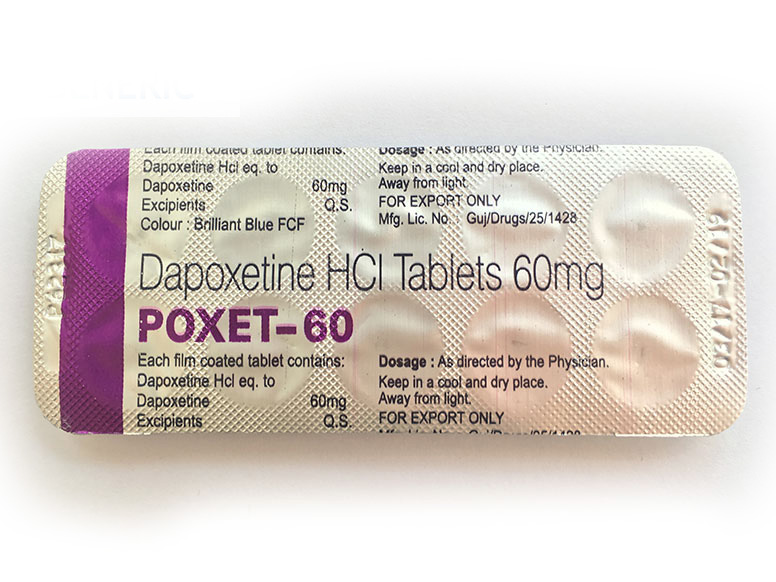 Each film coated tablet contains:
Dapoxetine Hcl eq. to
Dapoxetine 60mg
Excipients Q.S.
Colour : Brilliant Blue FCF
Dosage : As directed by the Physician.
Keep in a cool and dry place.
Away from light.
FOR EXPORT ONLY
Mfg. Lic. No. : Guj/Drugs/25/1428
Dapoxetine HCl Tablets 60mg
POXET-60
Each film coated tablet contains:
Dapoxetine Hcl eq. to
Dapoxetine 60mg
Excipients Q.S.
Dosage : As directed by the Physician.
Keep in a cool and dry place.
Away from light.
FOR EXPORT ONLY